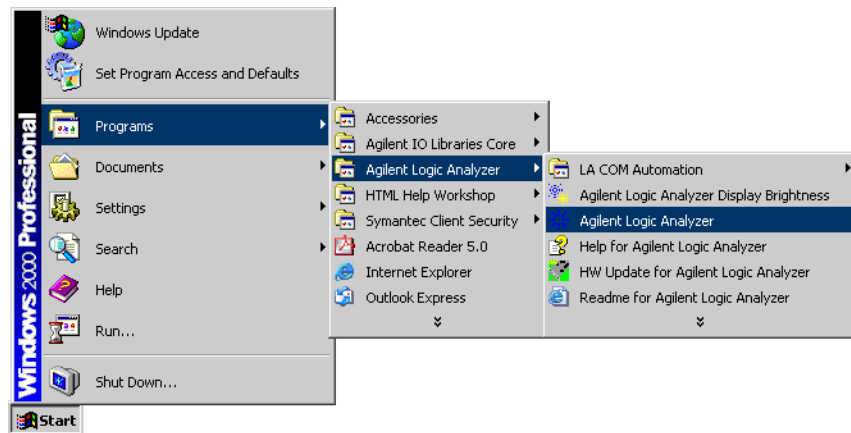 Windows 2000 Professional
Windows Update
Set Program Access and Defaults
Programs
Documents
Settings
Search
Help
Run...
Shut Down...
Start
Accessories
Agilent IO Libraries Core
Agilent Logic Analyzer
HTML Help Workshop
Symantec Client Security
Acrobat Reader 5.0
Internet Explorer
Outlook Express
LA COM Automation
Agilent Logic Analyzer Display Brightness
Agilent Logic Analyzer
Help for Agilent Logic Analyzer
HW Update for Agilent Logic Analyzer
Readme for Agilent Logic Analyzer